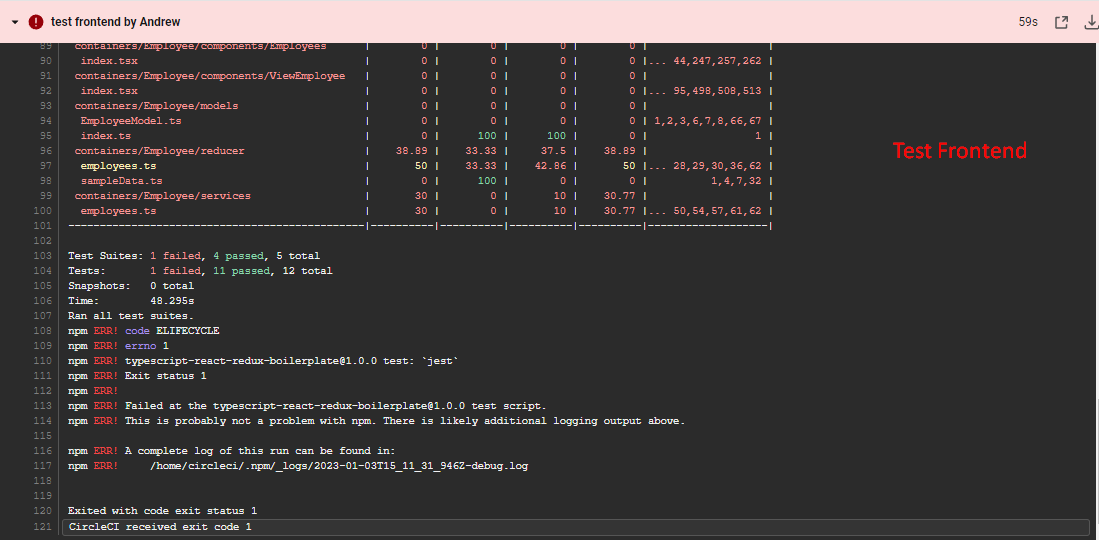 test frontend by Andrew 59s
89 containers/Employee/components/Employees | 0 | 0 | 0 | 0 | |
90 index.tsx | 0 | 0 | 0 | 0 |... 44,247,257,262 |
91 containers/Employee/components/ViewEmployee | 0 | 0 | 0 | 0 | |
92 index.tsx | 0 | 0 | 0 | 0 |... 95,498,508,513 |
93 containers/Employee/models | 0 | 0 | 0 | 0 | |
94 EmployeeModel.ts | 0 | 0 | 0 | 0 | 1,2,3,6,7,8,66,67 |
95 index.ts | 0 | 100 | 100 | 0 | 1 |
96 containers/Employee/reducer | 38.89 | 33.33 | 37.5 | 38.89 | |
97 employees.ts | 50 | 33.33 | 42.86 | 50 |... 28,29,30,36,62 |
98 sampleData.ts | 0 | 100 | 0 | 0 | 1,4,7,32 |
99 containers/Employee/services | 30 | 0 | 10 | 30.77 | |
100 employees.ts | 30 | 0 | 10 | 30.77 |... 50,54,57,61,62 |
101 -----------------------------------------------|----------|----------|----------|----------|-------------------|
102
103 Test Suites: 1 failed, 4 passed, 5 total
104 Tests: 1 failed, 11 passed, 12 total
105 Snapshots: 0 total
106 Time: 48.295s
107 Ran all test suites.
108 npm ERR! code ELIFECYCLE
109 npm ERR! errno 1
110 npm ERR! typescript-react-redux-boilerplate@1.0.0 test: `jest`
111 npm ERR! Exit status 1
112 npm ERR!
113 npm ERR! Failed at the typescript-react-redux-boilerplate@1.0.0 test script.
114 npm ERR! This is probably not a problem with npm. There is likely additional logging output above.
115
116 npm ERR! A complete log of this run can be found in:
117 npm ERR! /home/circleci/.npm/_logs/2023-01-03T15_11_31_946Z-debug.log
118
119
120 Exited with code exit status 1
121 CircleCI received exit code 1
Test Frontend